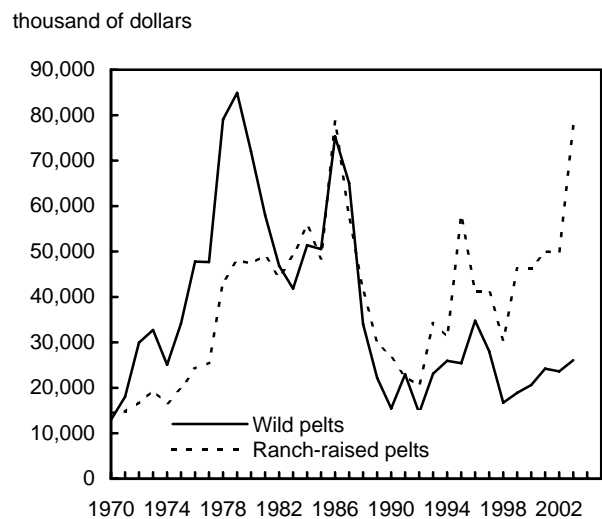 thousand of dollars
90,000
80,000
70,000
60,000
50,000
40,000
30,000
20,000
10,000
0
Wild pelts
Ranch-raised pelts
1970 1974 1978 1982 1986 1990 1994 1998 2002